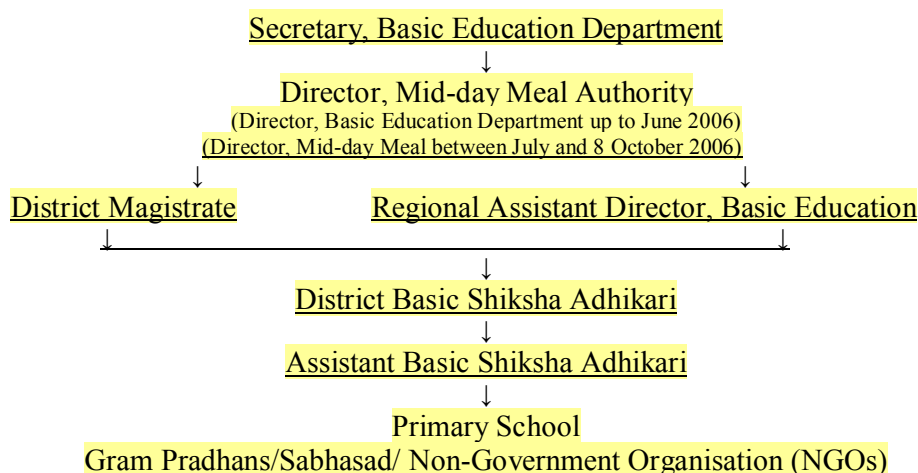 Secretary, Basic Education Department
↓
Director, Mid-day Meal Authority
(Director, Basic Education Department up to June 2006)
(Director, Mid-day Meal between July and 8 October 2006)
↓ ↓
District Magistrate Regional Assistant Director, Basic Education
↓ ↓
↓
District Basic Shiksha Adhikari
↓
Assistant Basic Shiksha Adhikari
↓
Primary School
Gram Pradhans/Sabhasad/ Non-Government Organisation (NGOs)